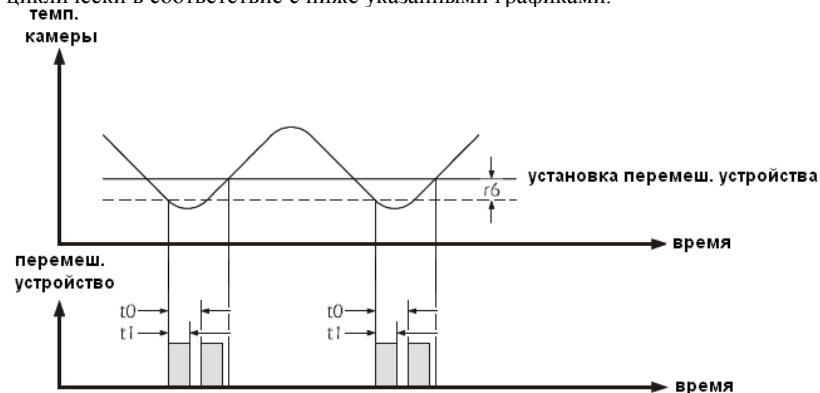 циклически в соответствие с ниже указанными графиками:
темп.
камеры
установка перемеш. устройства
r6
время
перемеш.
устройство
t0 t0
t1 t1
время